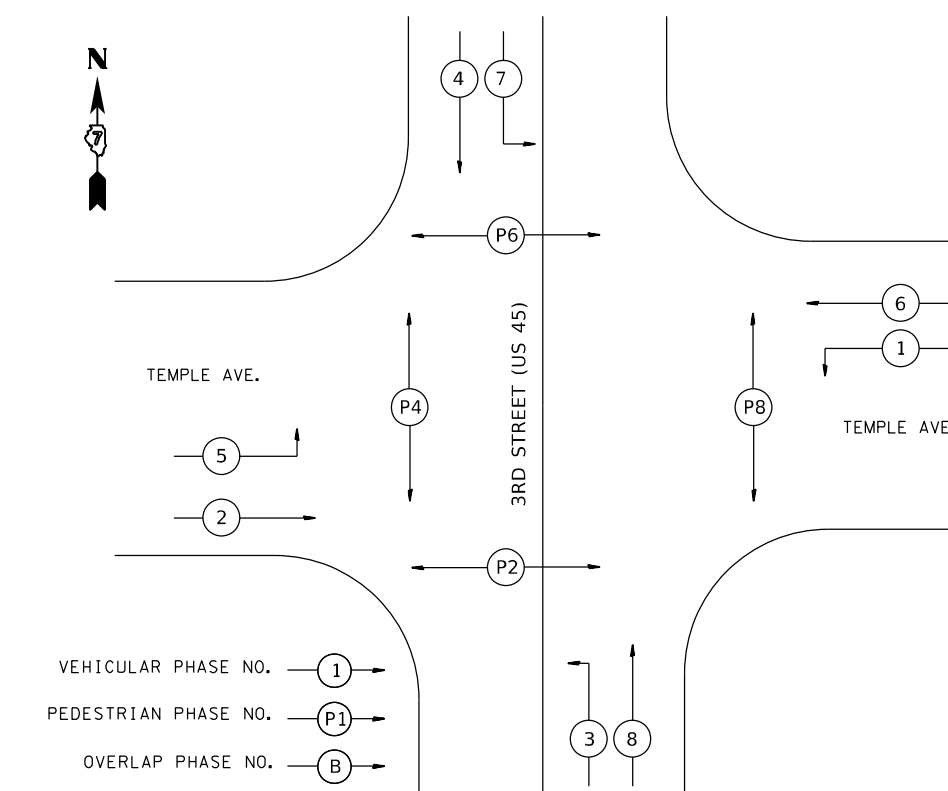 N
4 7
7
P6
3RD STREET (US 45)
6
1
TEMPLE AVE.
P4
P8
TEMPLE AVE
5
2
P2
VEHICULAR PHASE NO. 1
PEDESTRIAN PHASE NO. P1
OVERLAP PHASE NO. B
3 8